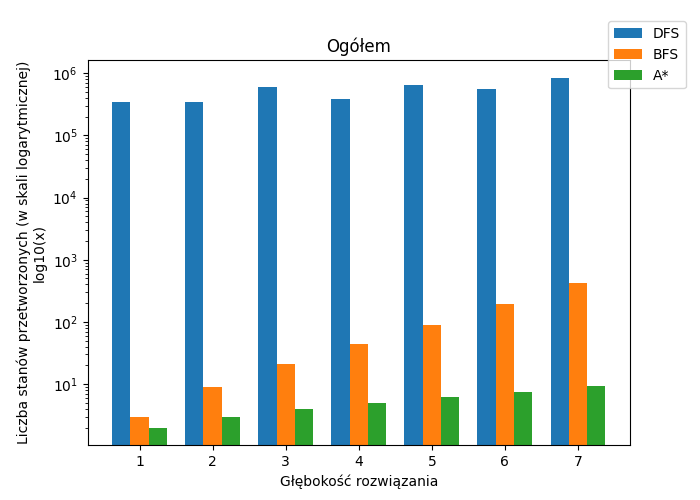 Ogółem
DFS
BFS
A*
Liczba stanów przetworzonych (w skali logarytmicznej)
log10(x)
10⁶
10⁵
10⁴
10³
10²
10¹
1 2 3 4 5 6 7
Głębokość rozwiązania